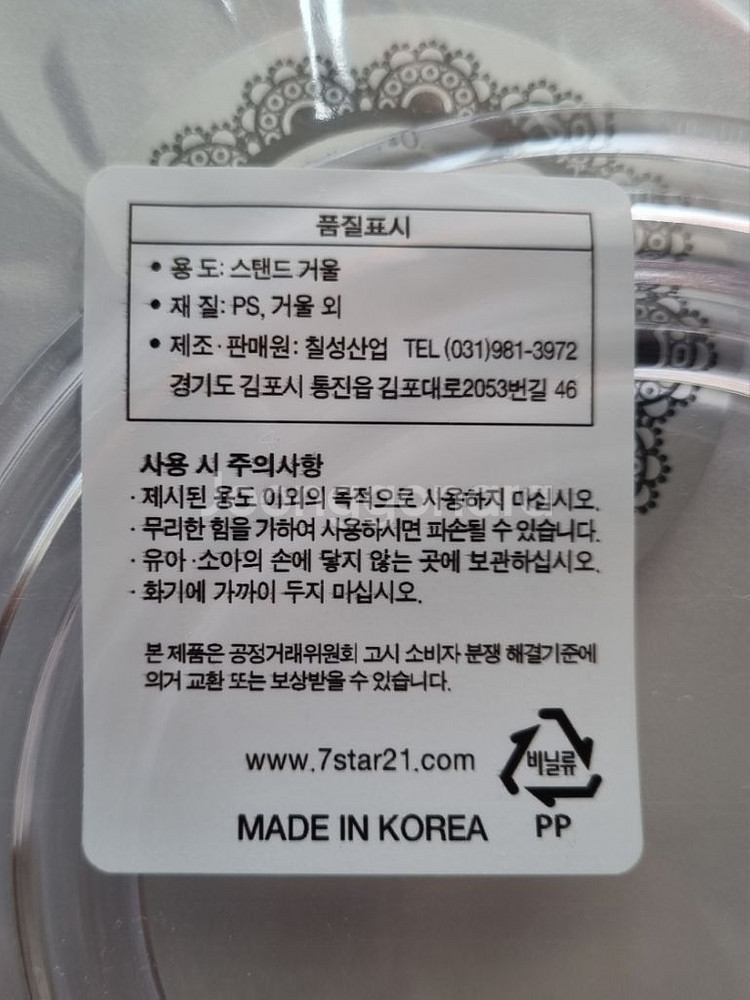 품질표시
• 용 도: 스탠드 거울
• 재 질: PS, 거울 외
• 제조·판매원: 칠성산업 TEL (031)981-3972
경기도 김포시 통진읍 김포대로2053번길 46
사용 시 주의사항
·제시된 용도 이외의 목적으로 사용하지 마십시오.
·무리한 힘을 가하여 사용하시면 파손될 수 있습니다.
·유아·소아의 손에 닿지 않는 곳에 보관하십시오.
·화기에 가까이 두지 마십시오.
본 제품은 공정거래위원회 고시 소비자 분쟁 해결기준에
의거 교환 또는 보상받을 수 있습니다.
www.7star21.com
비닐류
MADE IN KOREA PP